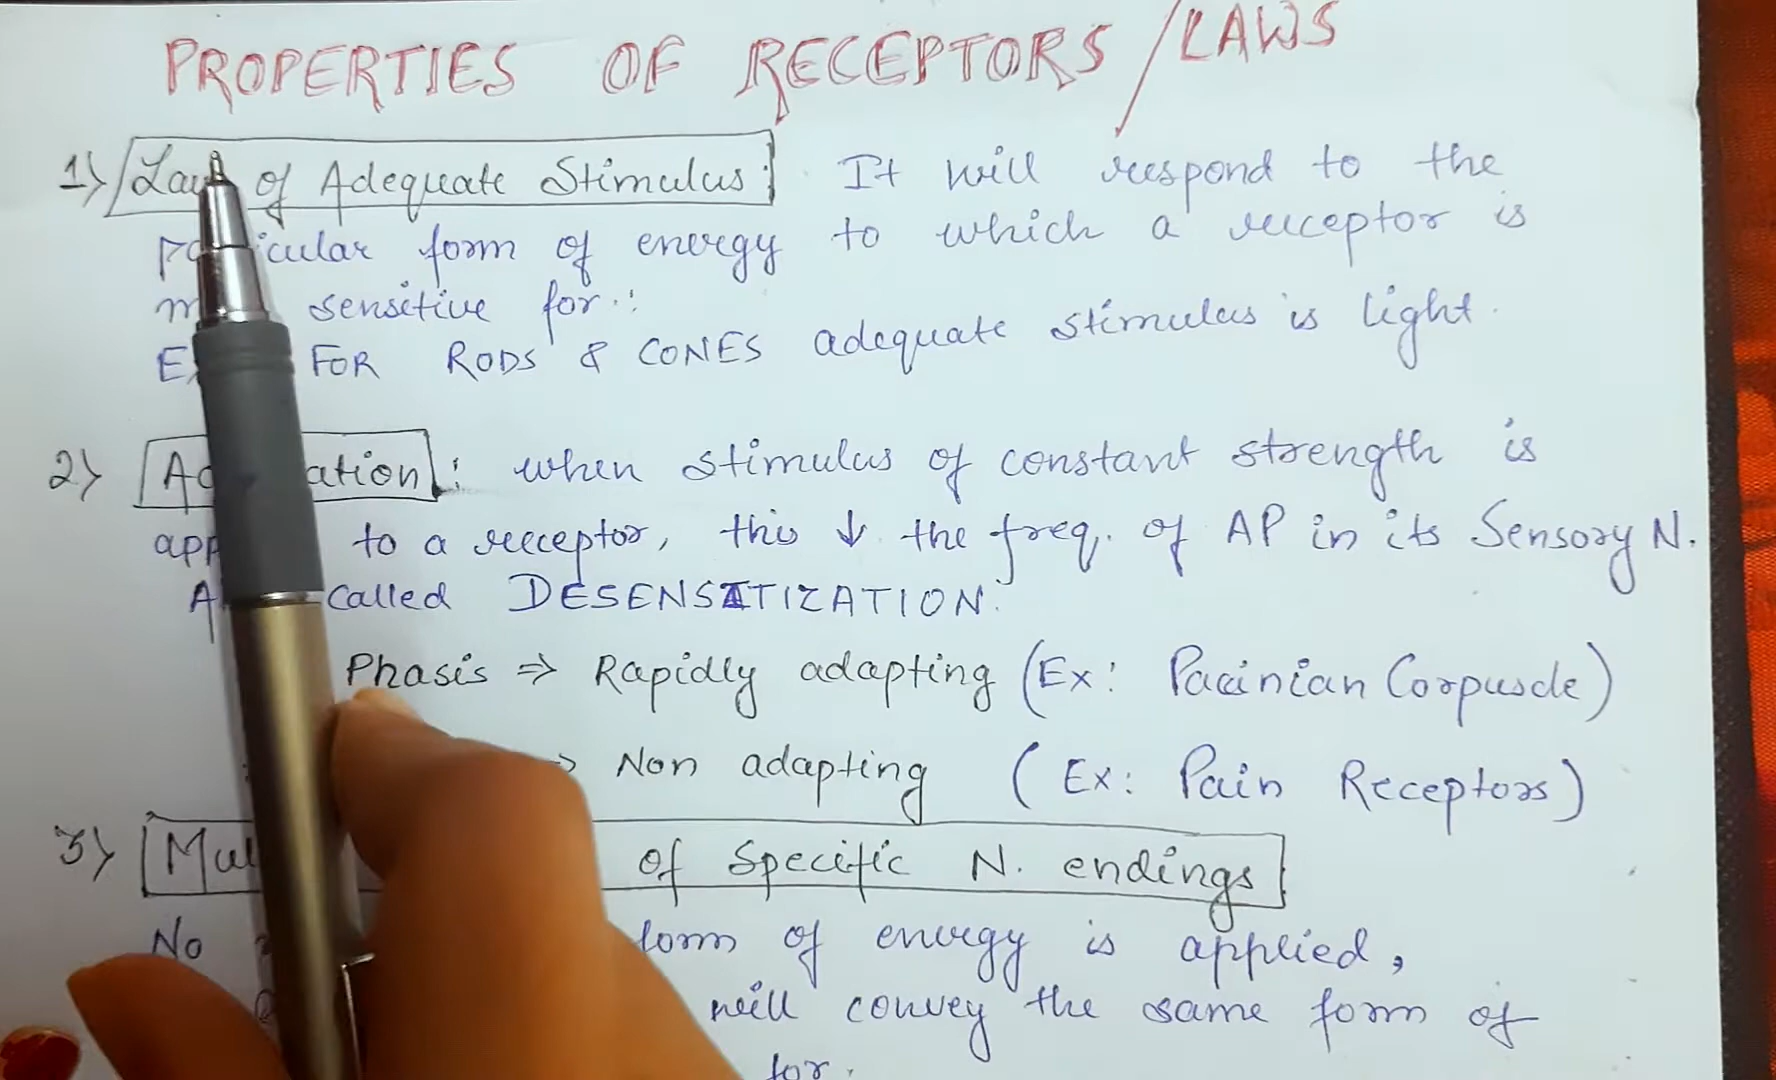 PROPERTIES OF RECEPTORS / LAWS
1) Law of Adequate Stimulus: It will respond to the
particular form of energy to which a receptor is
sensitive for:
FOR RODS & CONES adequate stimulus is light.
2) when stimulus of constant strength is
to a receptor, this ↓ the freq. of AP in its Sensory N.
called DESENSITIZATION.
Phasis ⇒ Rapidly adapting (Ex: Pacinian Corpuscle)
Non adapting (Ex: Pain Receptors)
3) of Specific N. endings
No form of energy is applied,
will convey the same form of
for.